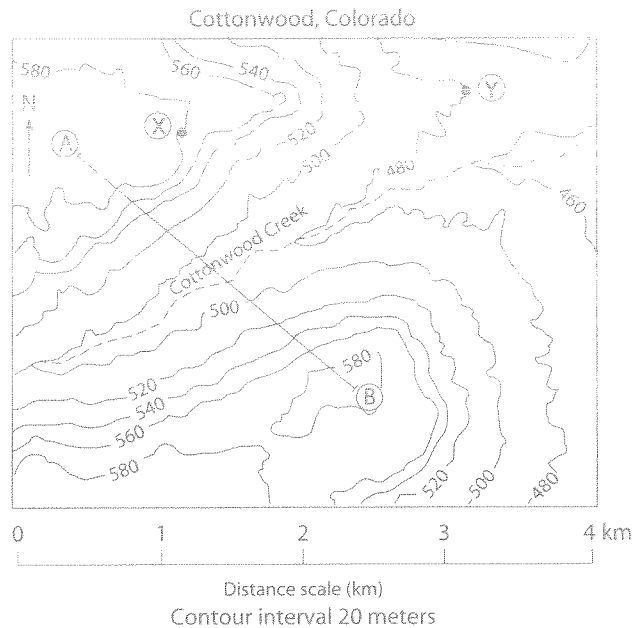 Cottonwood, Colorado
580
560
540
N
A
X
Y
520
500
480
460
Cottonwood Creek
500
580
B
520
540
560
580
520
500
480
0 1 2 3 4 km
Distance scale (km)
Contour interval 20 meters